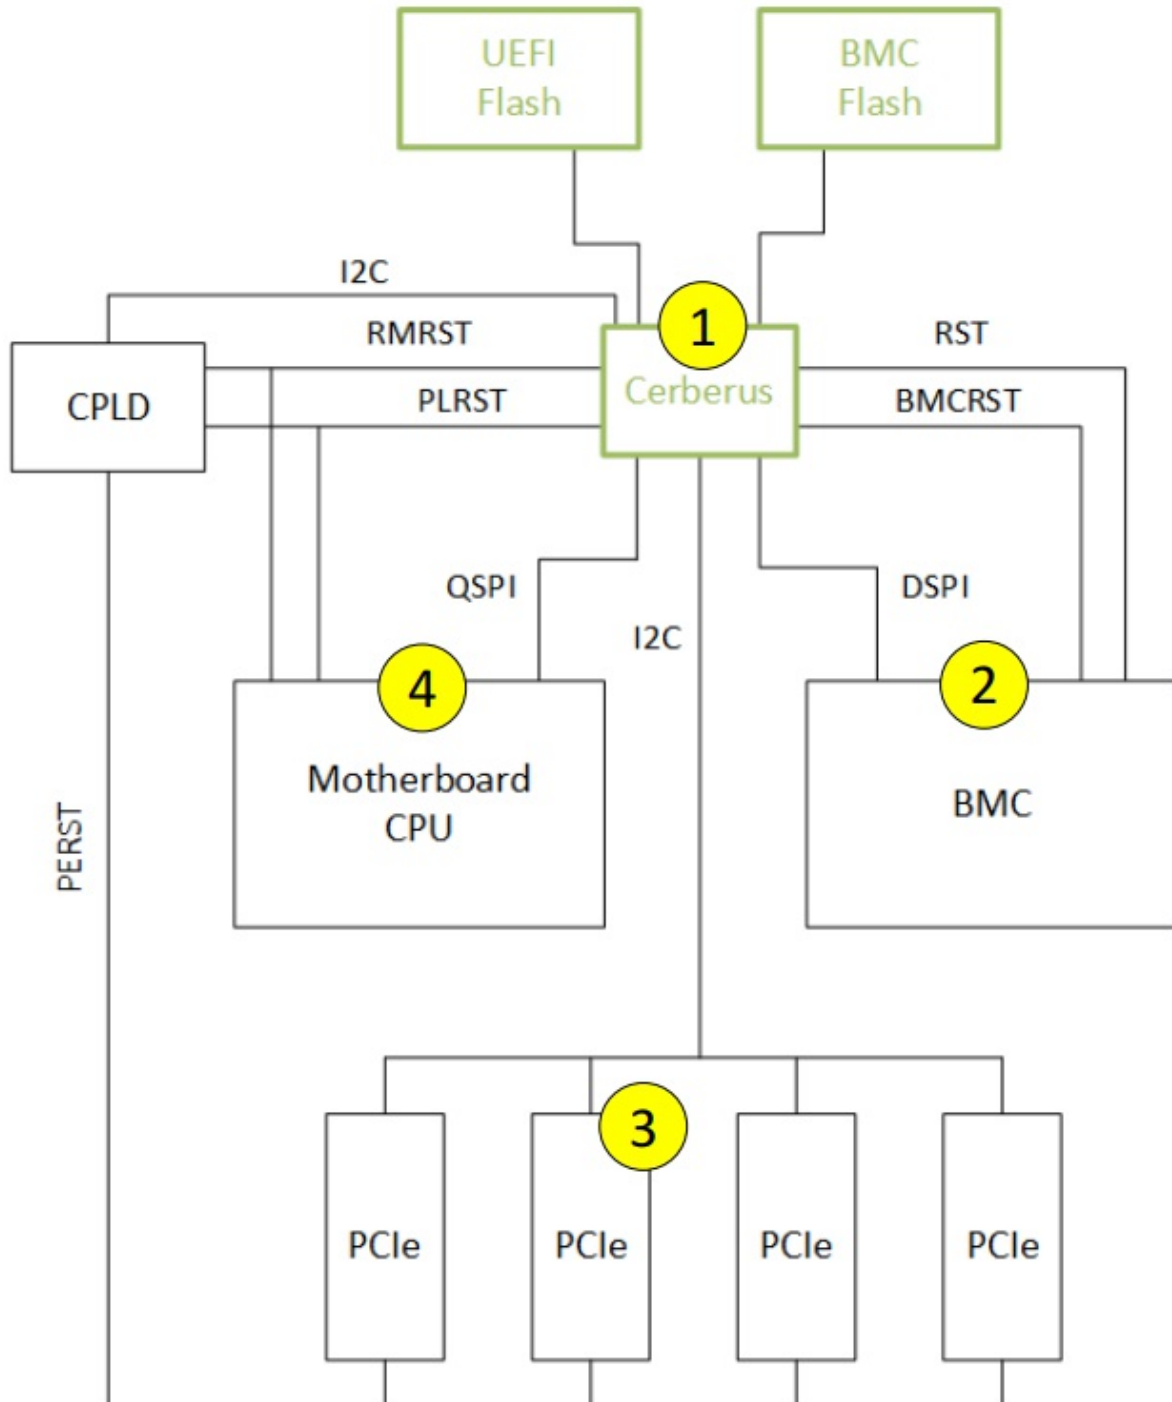 UEFI
Flash
BMC
Flash
I2C
1
RMRST
RST
CPLD
PLRST
Cerberus
BMCRST
QSPI
DSPI
I2C
4
2
Motherboard
CPU
BMC
PERST
3
PCIe
PCIe
PCIe
PCIe